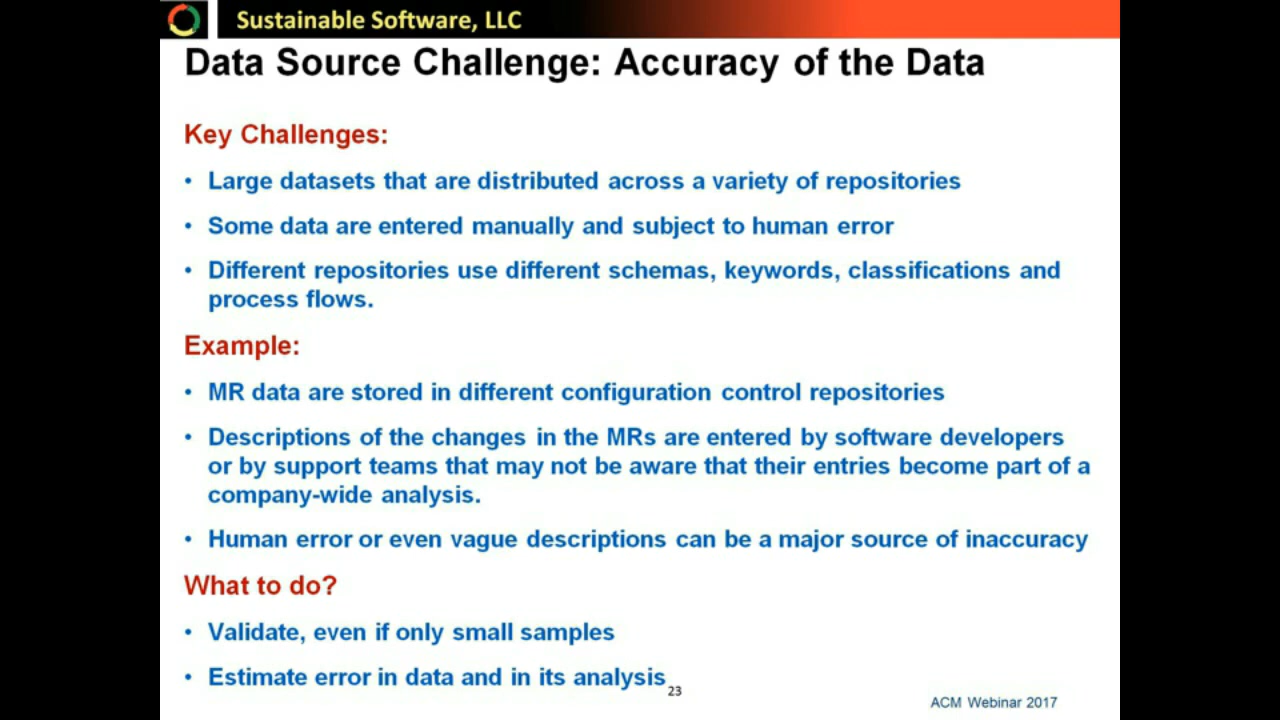 Sustainable Software, LLC
Data Source Challenge: Accuracy of the Data
Key Challenges:
• Large datasets that are distributed across a variety of repositories
• Some data are entered manually and subject to human error
• Different repositories use different schemas, keywords, classifications and
process flows.
Example:
• MR data are stored in different configuration control repositories
• Descriptions of the changes in the MRs are entered by software developers
or by support teams that may not be aware that their entries become part of a
company-wide analysis.
• Human error or even vague descriptions can be a major source of inaccuracy
What to do?
• Validate, even if only small samples
• Estimate error in data and in its analysis
23
ACM Webinar 2017